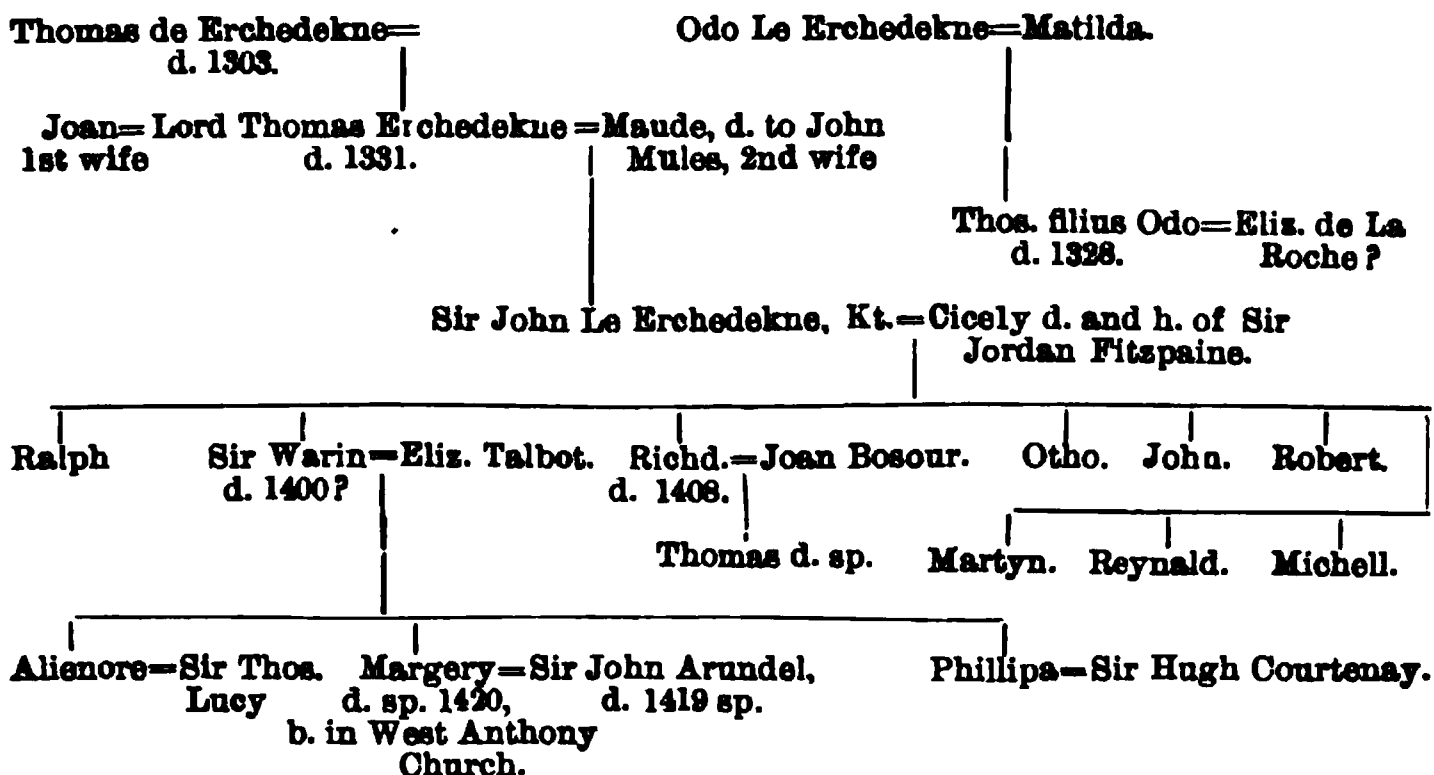 Thomas de Erchedekne= Odo Le Erchedekne=Matilda.
d. 1303.
Joan= Lord Thomas Erchedekne =Maude, d. to John
1st wife d. 1331. Mules, 2nd wife
Thos. filius Odo=Eliz. de La
d. 1328. Roche?
Sir John Le Erchedekne, Kt.=Cicely d. and h. of Sir
Jordan Fitzpaine.
Ralph Sir Warin=Eliz. Talbot. Richd.=Joan Bosour. Otho. John. Robert.
d. 1400? d. 1408.
Thomas d. sp. Martyn. Reynald. Michell.
Alienore=Sir Thos. Margery=Sir John Arundel, Phillipa=Sir Hugh Courtenay.
Lucy d. sp. 1420, d. 1419 sp.
b. in West Anthony
Church.